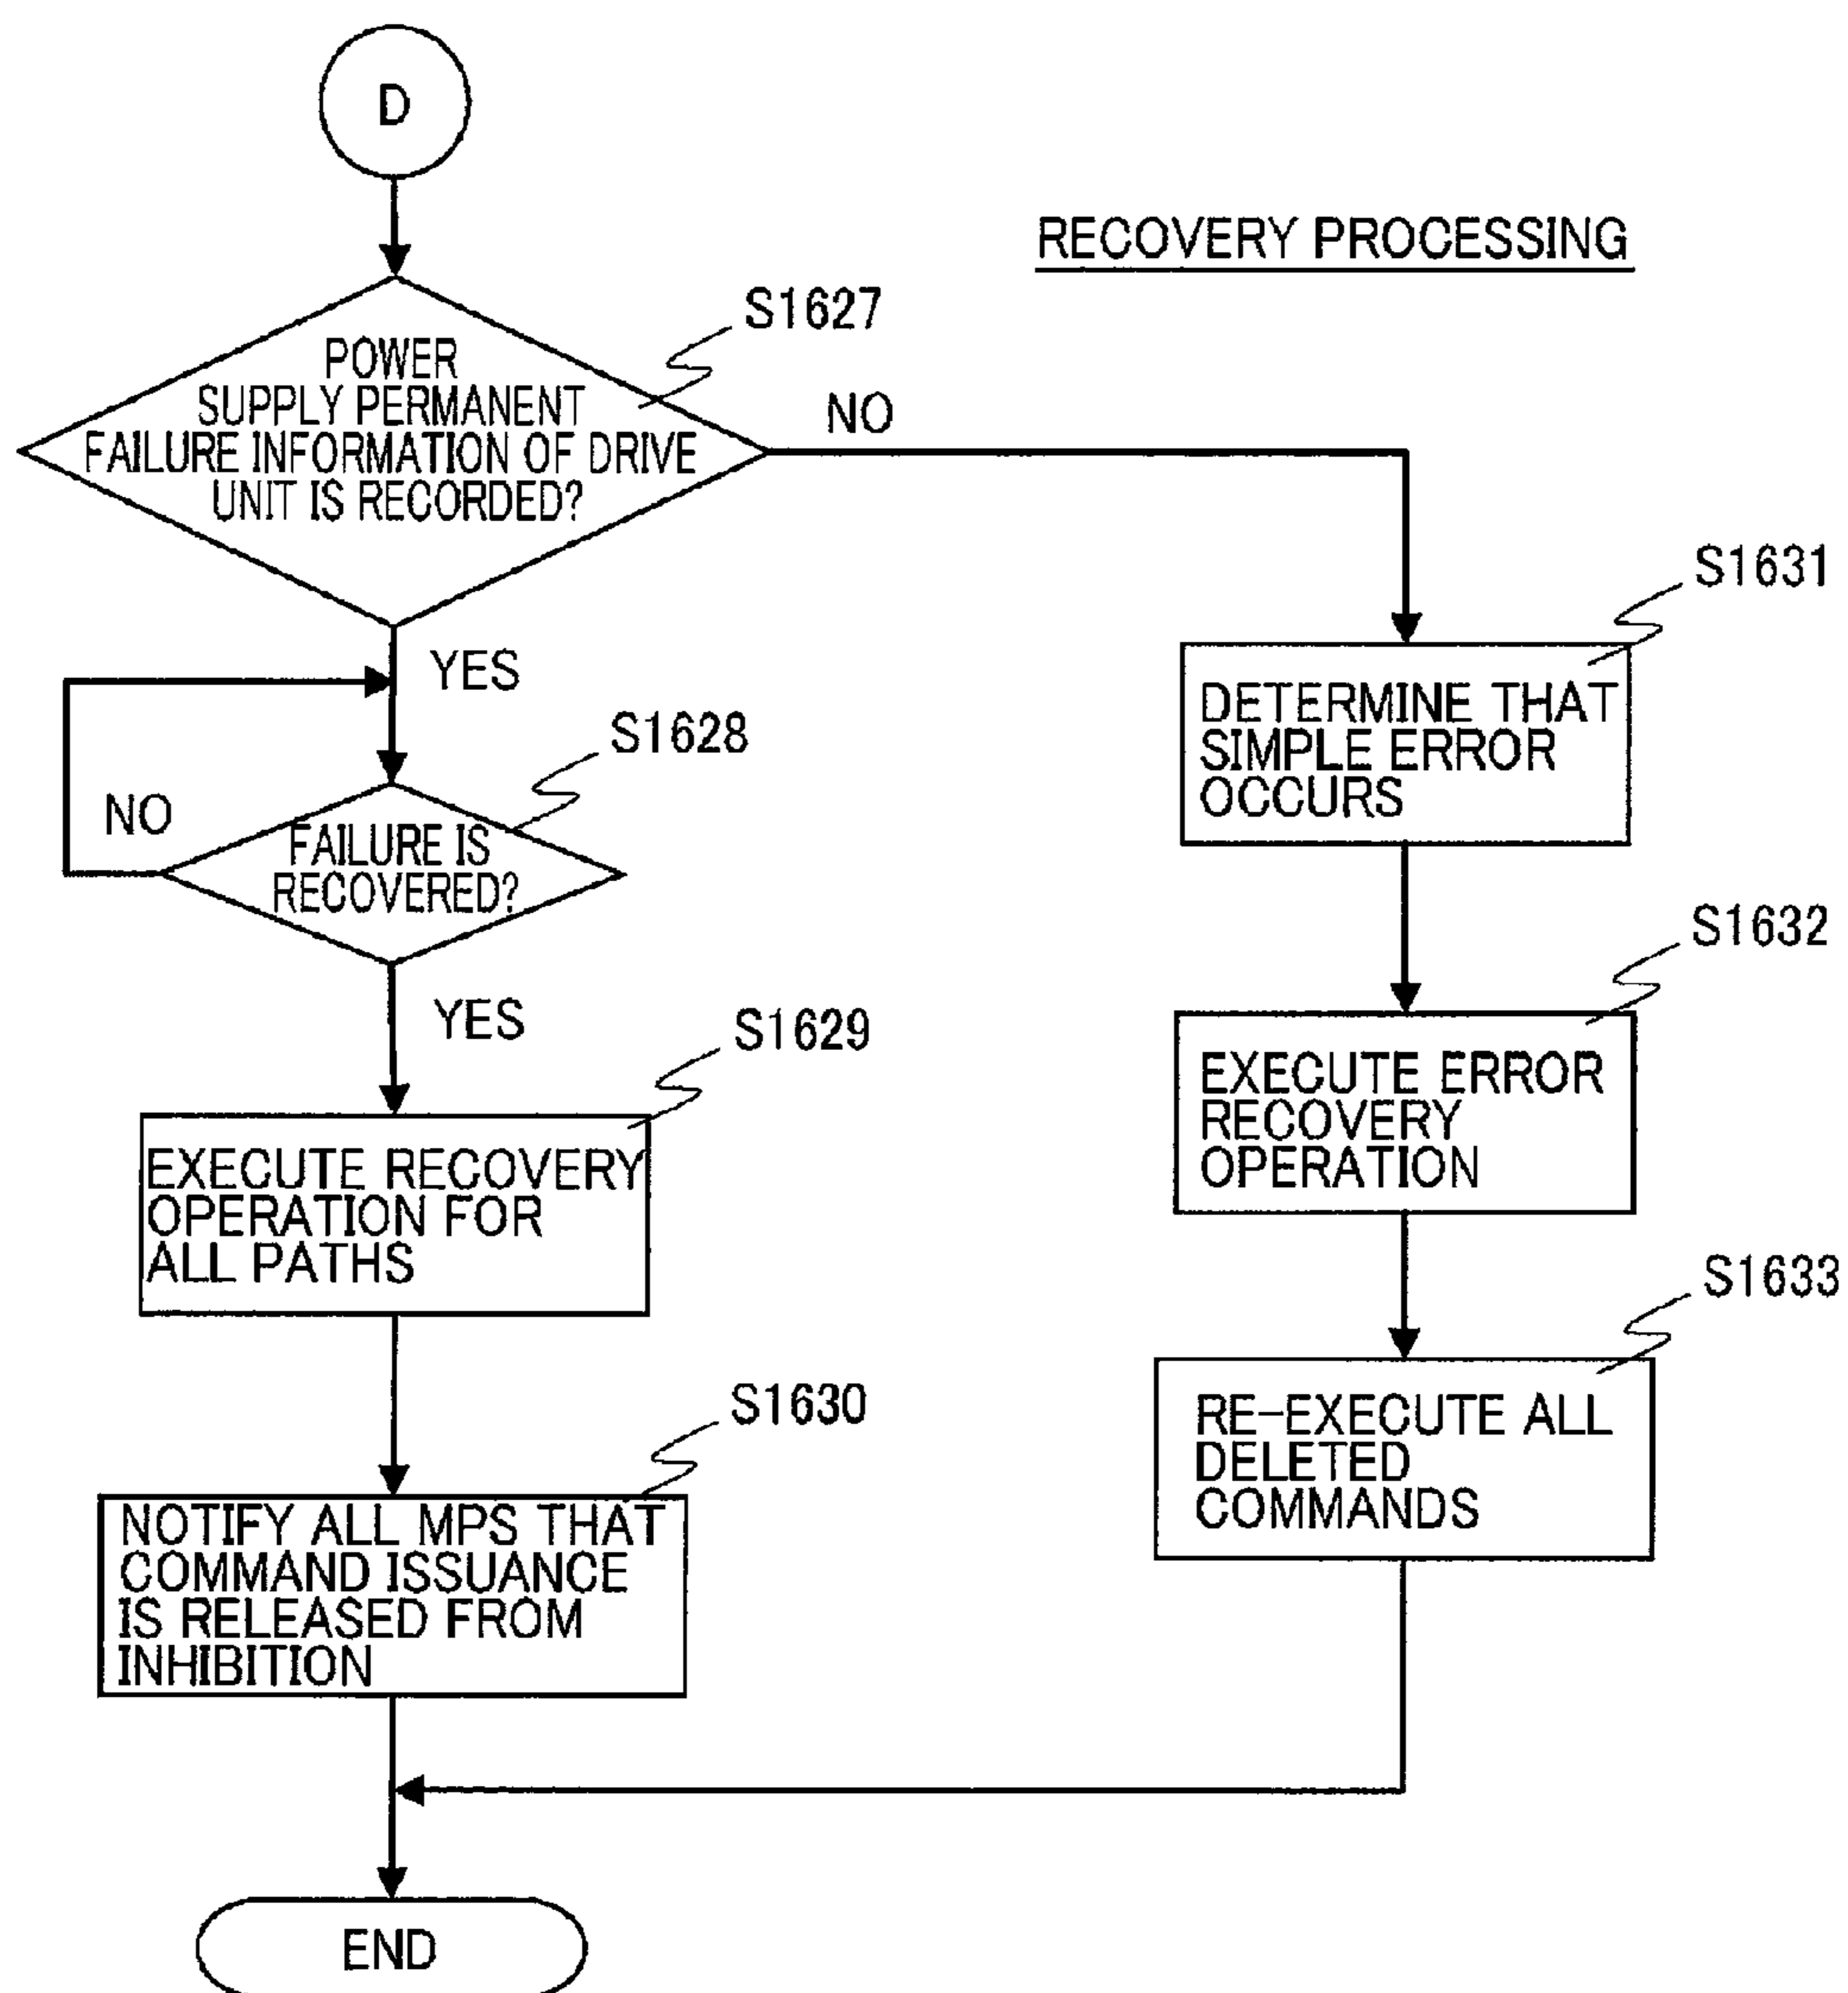 D
RECOVERY PROCESSING
S1627
POWER
SUPPLY PERMANENT
FAILURE INFORMATION OF DRIVE
UNIT IS RECORDED?
NO
YES
S1628
NO
FAILURE IS
RECOVERED?
YES
S1629
EXECUTE RECOVERY
OPERATION FOR
ALL PATHS
S1630
NOTIFY ALL MPS THAT
COMMAND ISSUANCE
IS RELEASED FROM
INHIBITION
S1631
DETERMINE THAT
SIMPLE ERROR
OCCURS
S1632
EXECUTE ERROR
RECOVERY
OPERATION
S1633
RE-EXECUTE ALL
DELETED
COMMANDS
END